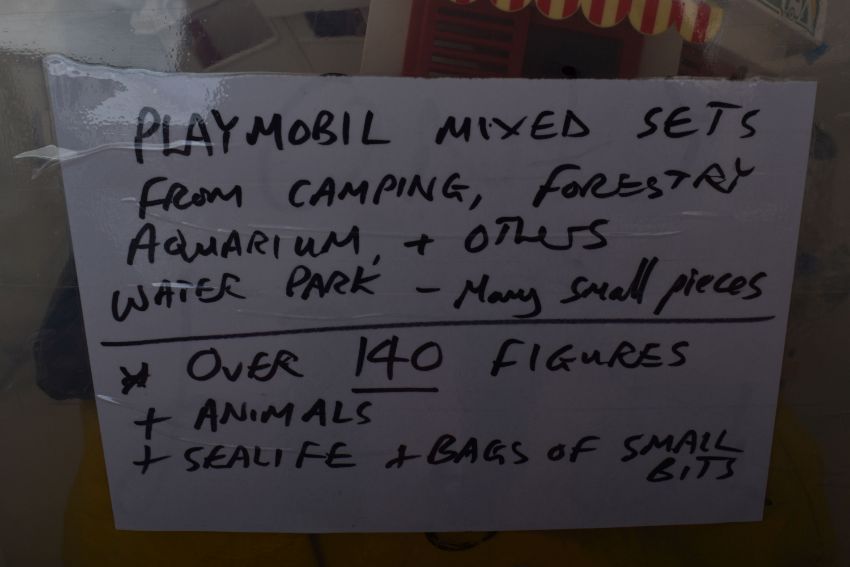 PLAYMOBIL MIXED SETS
FROM CAMPING, FORESTRY
AQUARIUM, + OTHERS
WATER PARK - Many small pieces
* OVER 140 FIGURES
+ ANIMALS
+ SEALIFE + BAGS OF SMALL
BITS